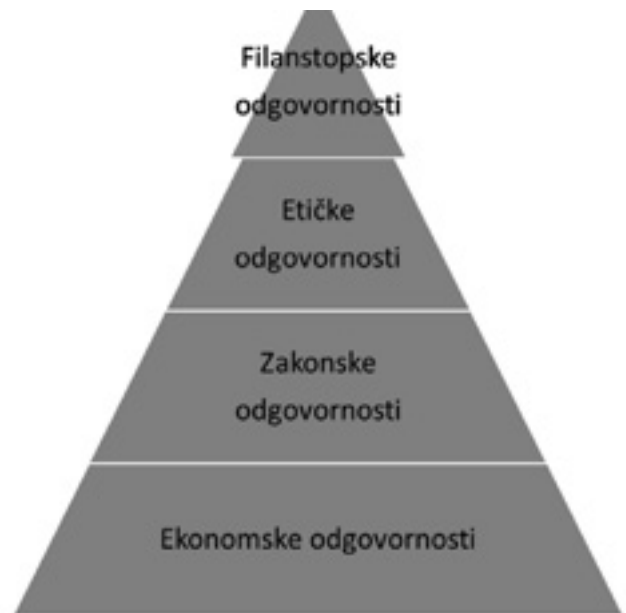 Filanstopske
odgovornosti
Etičke
odgovornosti
Zakonske
odgovornosti
Ekonomske odgovornosti